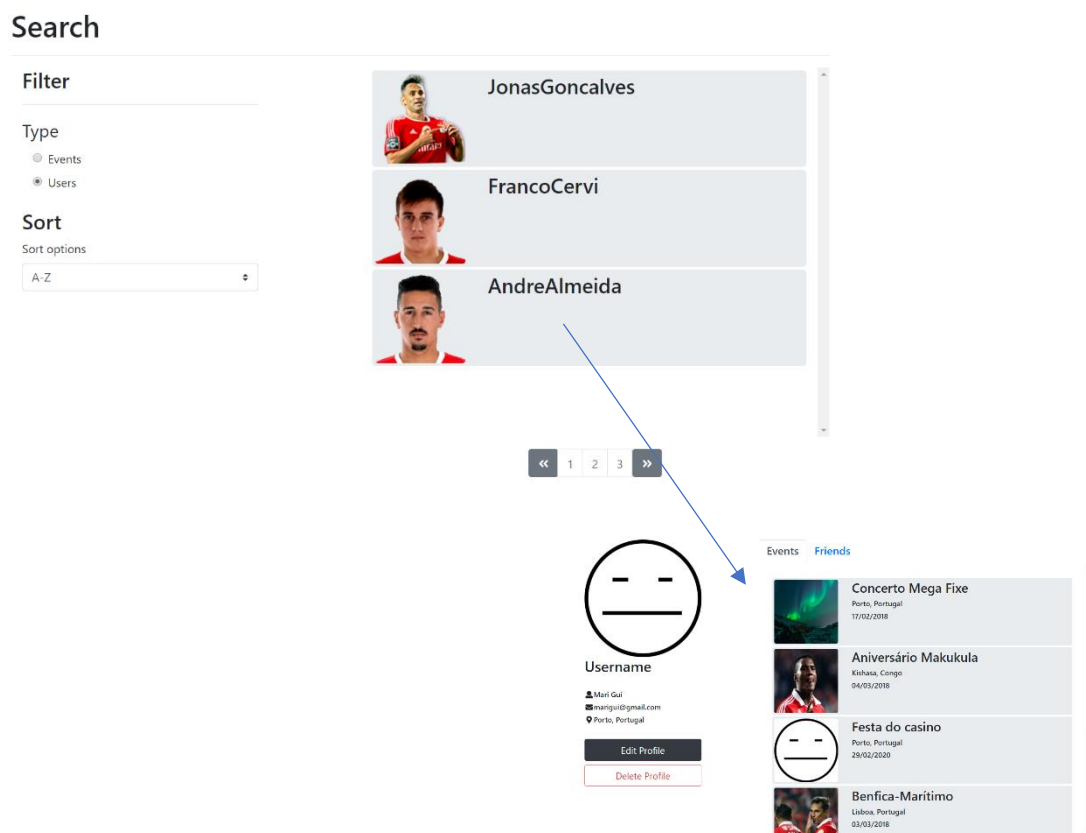 Search
Filter
Type
Events
Users
Sort
Sort options
A-Z
JonasGoncalves
FrancoCervi
AndreAlmeida
« 1 2 3 »
Username
Mari Gui
marigui@gmail.com
Porto, Portugal
Edit Profile
Delete Profile
Events Friends
Concerto Mega Fixe
Porto, Portugal
17/02/2018
Aniversário Makukula
Kishasa, Congo
04/03/2018
Festa do casino
Porto, Portugal
29/02/2020
Benfica-Marítimo
Lisboa, Portugal
03/03/2018